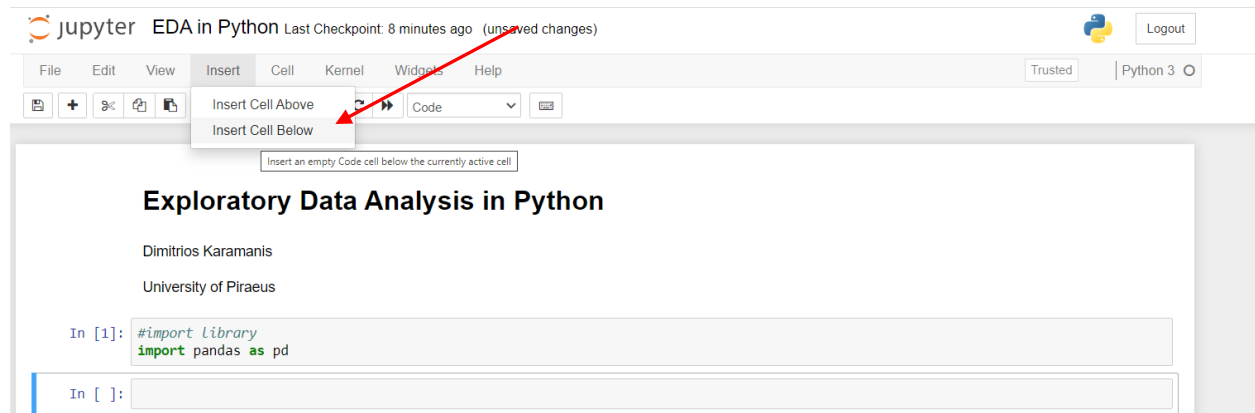 jupyter EDA in Python Last Checkpoint: 8 minutes ago (unsaved changes) Logout
File Edit View Insert Cell Kernel Widgets Help Trusted Python 3
Insert Cell Above Code
Insert Cell Below
Insert an empty Code cell below the currently active cell
Exploratory Data Analysis in Python
Dimitrios Karamanis
University of Piraeus
In [1]: #import library
import pandas as pd
In [ ]: